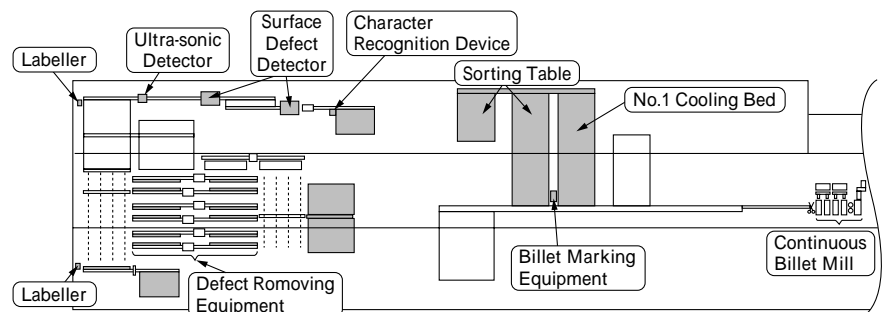 Labeller
Ultra-sonic
Detector
Surface
Defect
Detector
Character
Recognition Device
Sorting Table
No.1 Cooling Bed
Continuous
Billet Mill
Billet Marking
Equipment
Labeller
Defect Romoving
Equipment